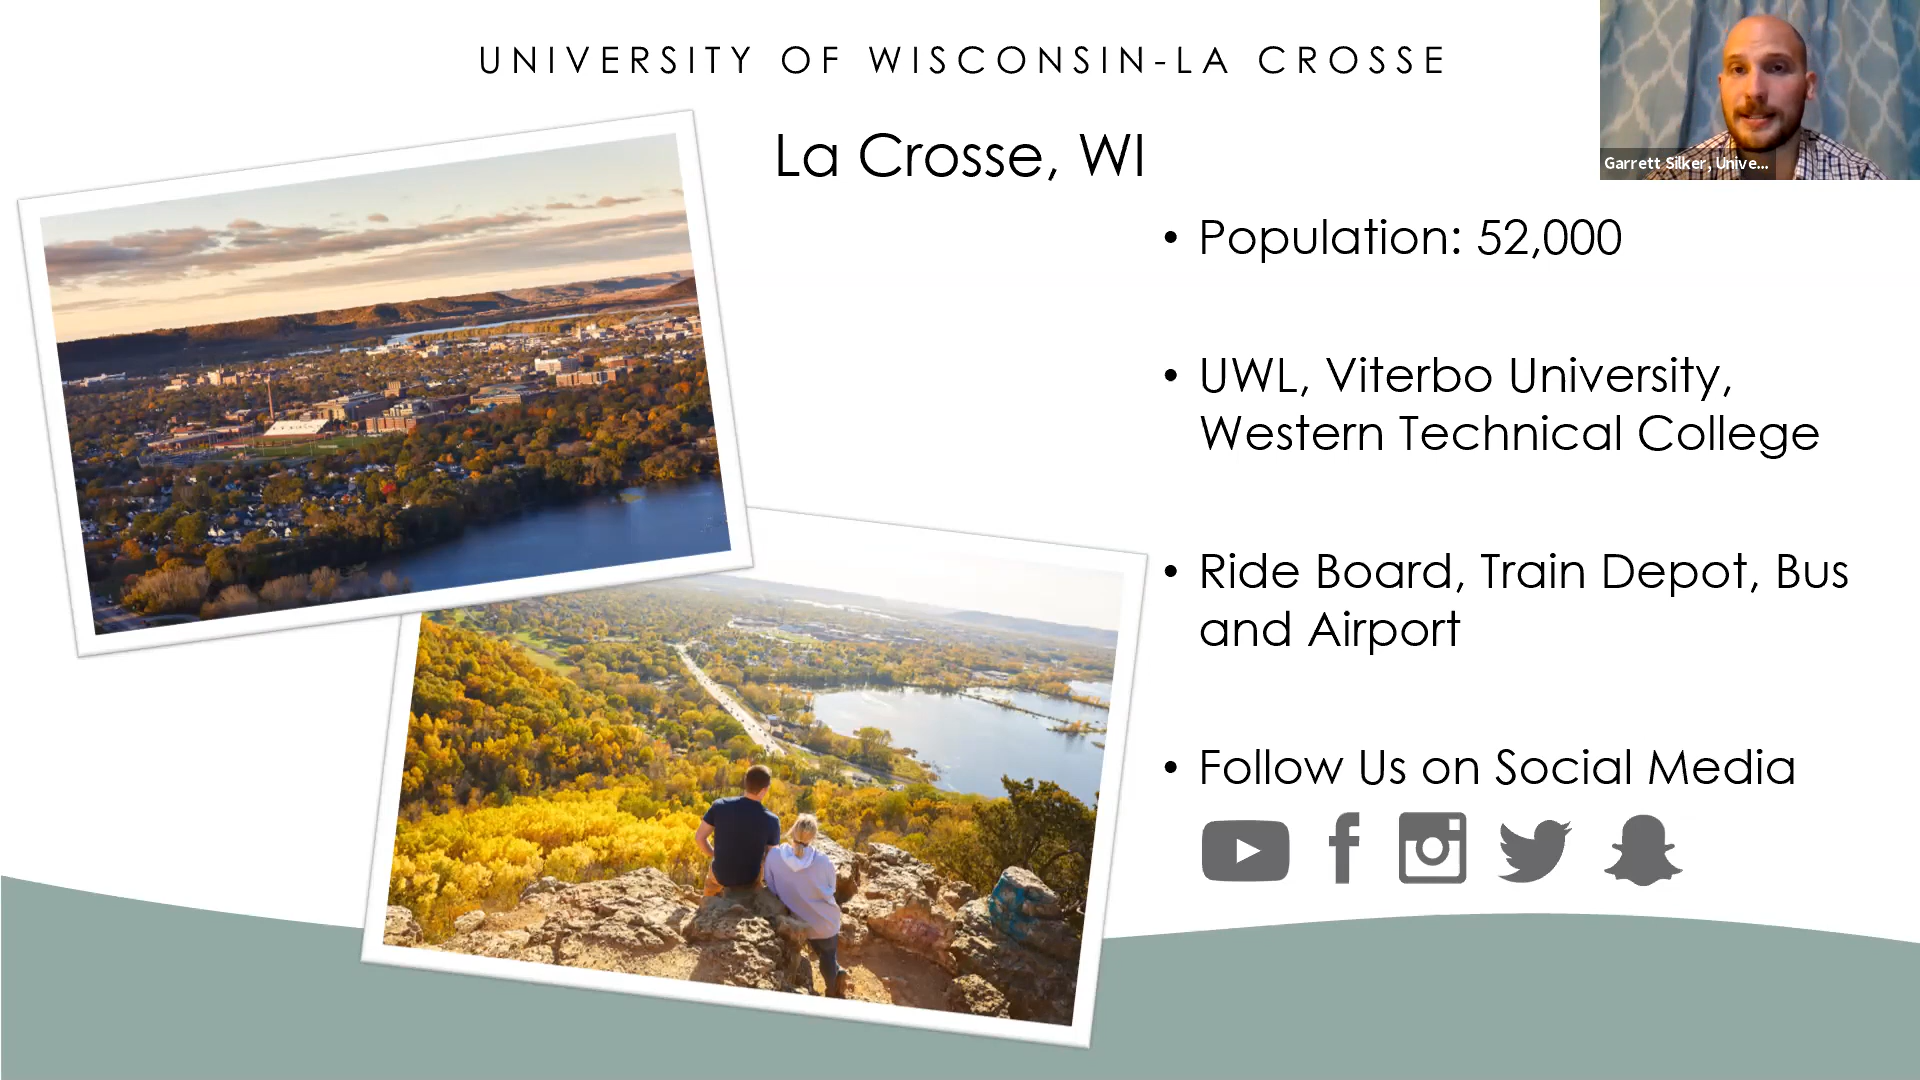 UNIVERSITY OF WISCONSIN-LA CROSSE
La Crosse, WI
Garrett Silker, Unive...
• Population: 52,000
• UWL, Viterbo University,
Western Technical College
• Ride Board, Train Depot, Bus
and Airport
• Follow Us on Social Media